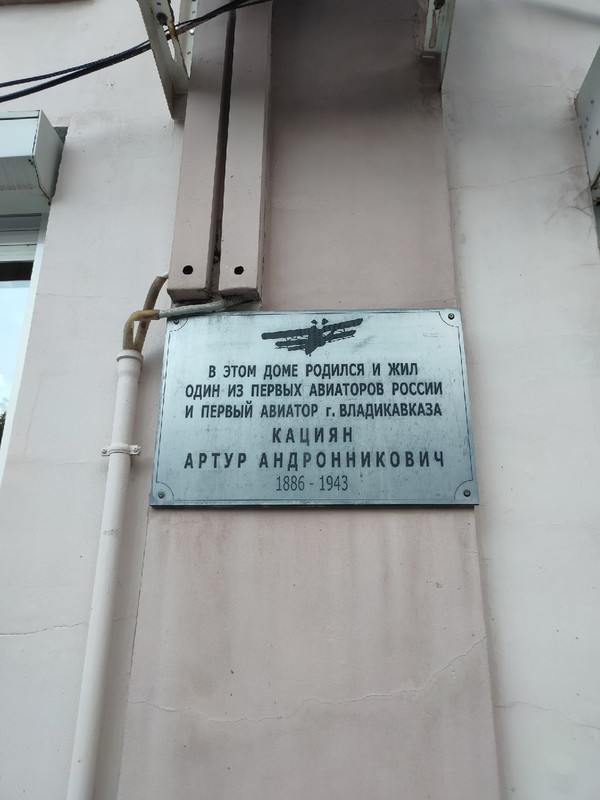 В ЭТОМ ДОМЕ РОДИЛСЯ И ЖИЛ
ОДИН ИЗ ПЕРВЫХ АВИАТОРОВ РОССИИ
И ПЕРВЫЙ АВИАТОР г. ВЛАДИКАВКАЗА
КАЦИЯН
АРТУР АНДРОННИКОВИЧ
1886 - 1943